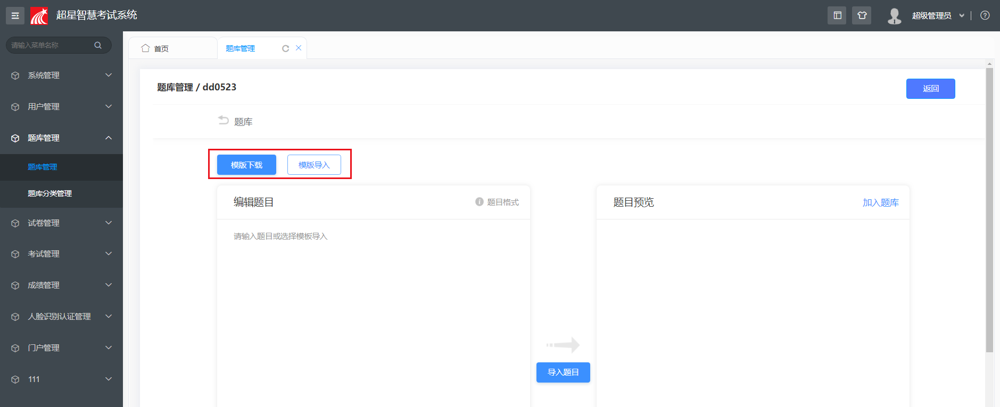 超星智慧考试系统
超级管理员
请输入菜单名称
首页
题库管理
系统管理
用户管理
题库管理
题库管理
题库分类管理
试卷管理
考试管理
成绩管理
人脸识别认证管理
门户管理
111
题库管理 / dd0523
返回
题库
模版下载 模版导入
编辑题目 题目格式
请输入题目或选择模板导入
导入题目
题目预览 加入题库